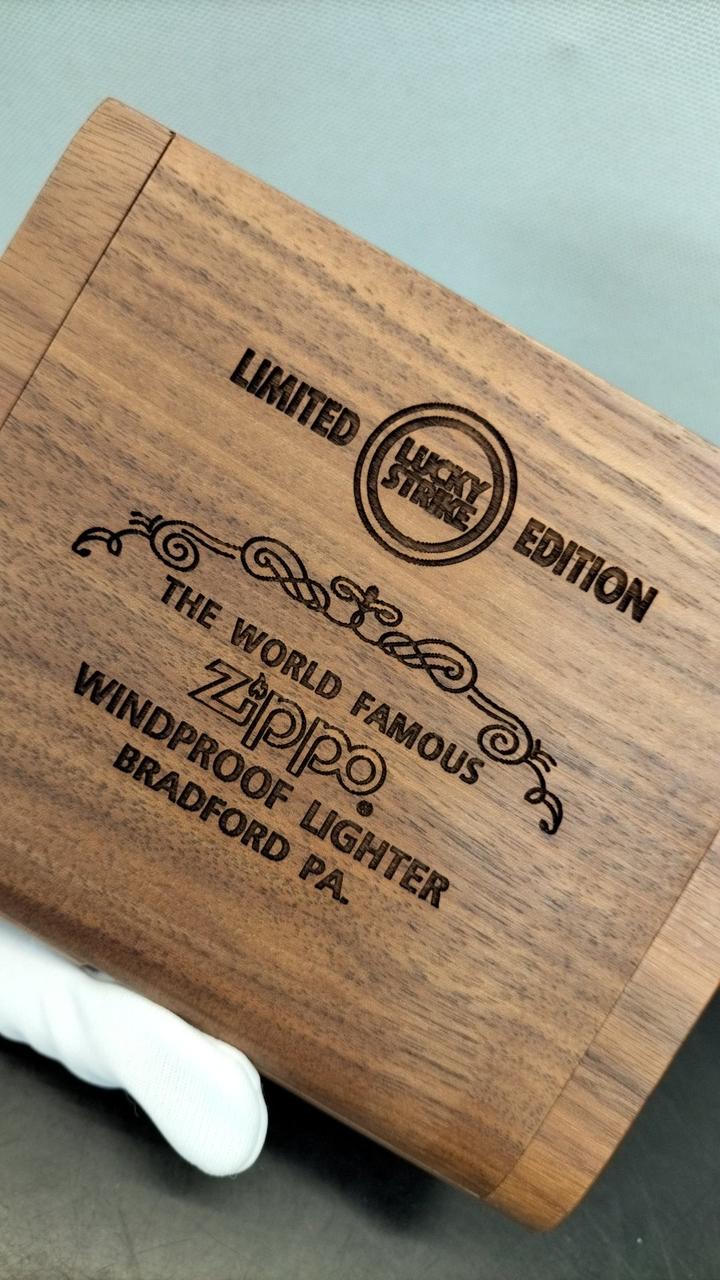 LIMITED LUCKY STRIKE EDITION
THE WORLD FAMOUS
Zippo®
WINDPROOF LIGHTER
BRADFORD PA.